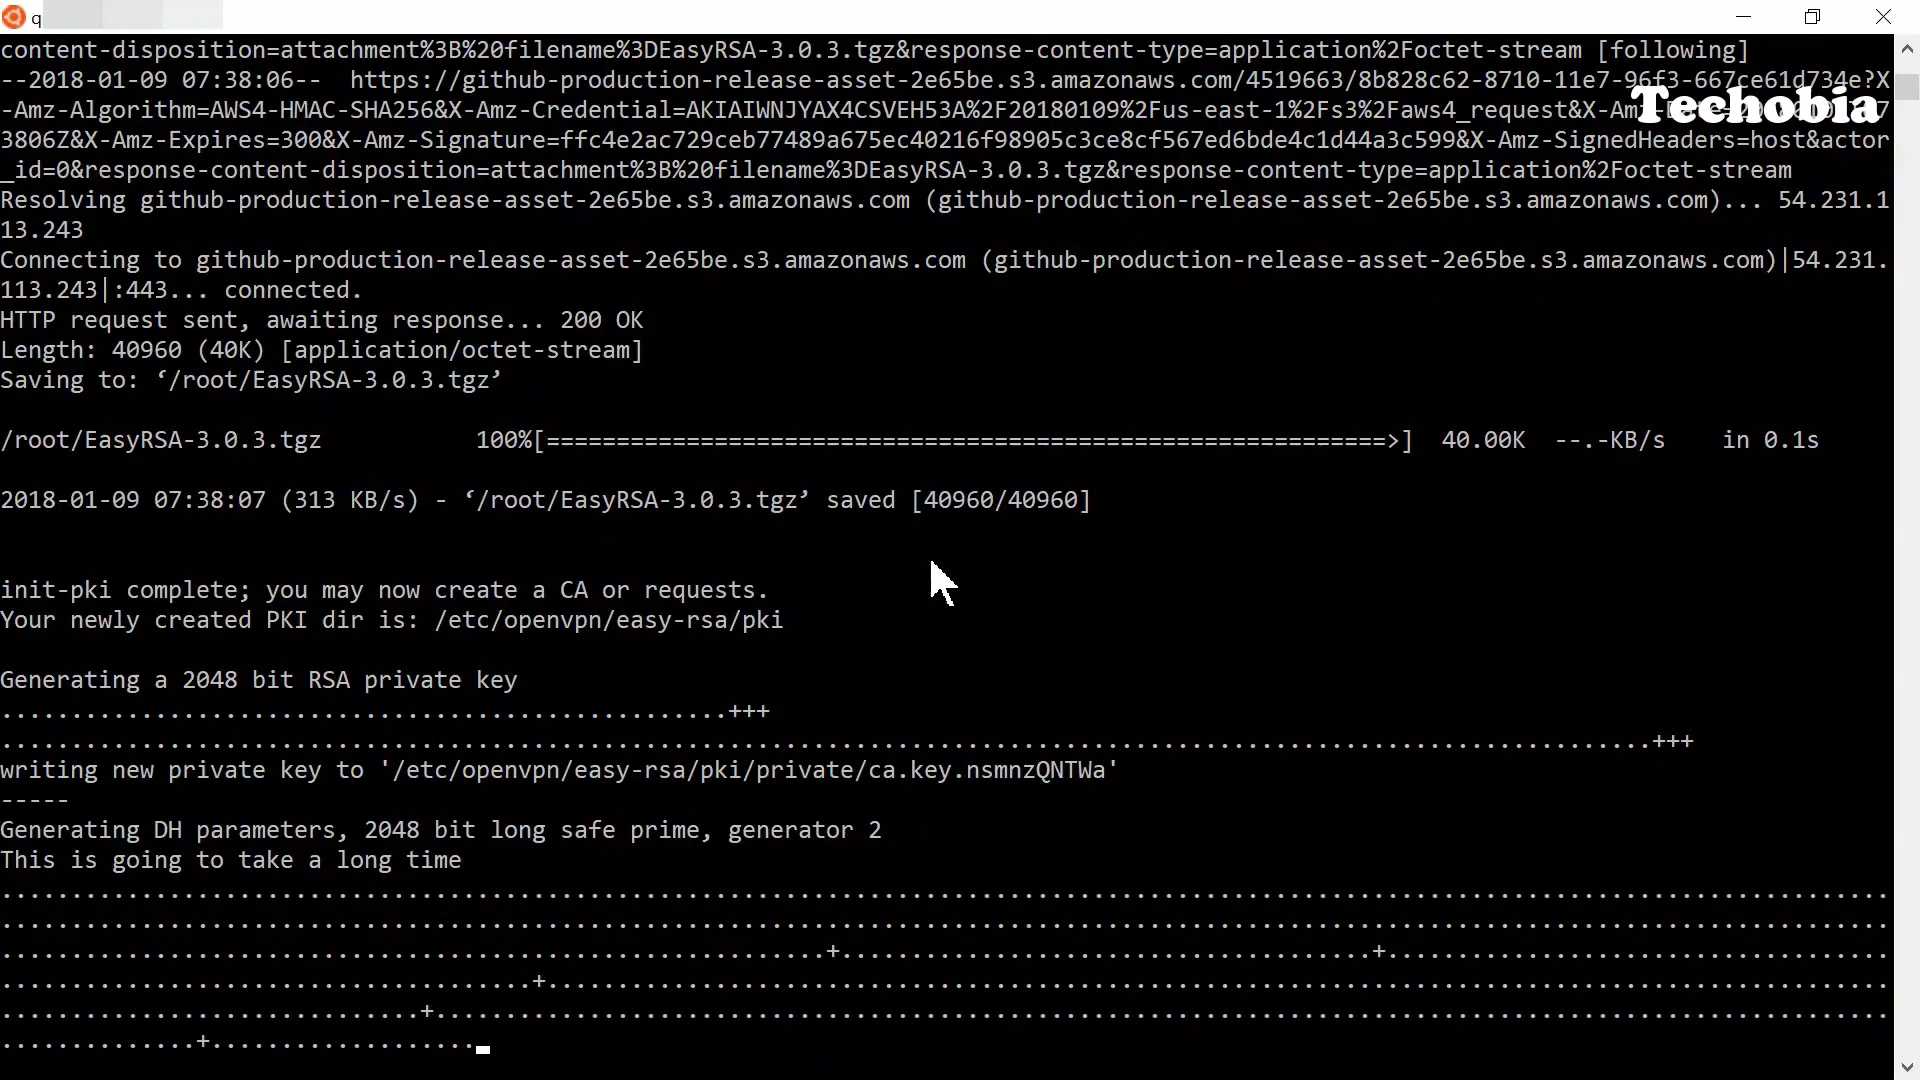 q
content-disposition=attachment%3B%20filename%3DEasyRSA-3.0.3.tgz&response-content-type=application%2Foctet-stream [following]
--2018-01-09 07:38:06--  https://github-production-release-asset-2e65be.s3.amazonaws.com/4519663/8b828c62-8710-11e7-96f3-667ce61d734e?X
-Amz-Algorithm=AWS4-HMAC-SHA256&X-Amz-Credential=AKIAIWNJYAX4CSVEH53A%2F20180109%2Fus-east-1%2Fs3%2Faws4_request&X-Am
Techobia
3806Z&X-Amz-Expires=300&X-Amz-Signature=ffc4e2ac729ceb77489a675ec40216f98905c3ce8cf567ed6bde4c1d44a3c599&X-Amz-SignedHeaders=host&actor
_id=0&response-content-disposition=attachment%3B%20filename%3DEasyRSA-3.0.3.tgz&response-content-type=application%2Foctet-stream
Resolving github-production-release-asset-2e65be.s3.amazonaws.com (github-production-release-asset-2e65be.s3.amazonaws.com)... 54.231.1
13.243
Connecting to github-production-release-asset-2e65be.s3.amazonaws.com (github-production-release-asset-2e65be.s3.amazonaws.com)|54.231.
113.243|:443... connected.
HTTP request sent, awaiting response... 200 OK
Length: 40960 (40K) [application/octet-stream]
Saving to: ‘/root/EasyRSA-3.0.3.tgz’
/root/EasyRSA-3.0.3.tgz           100%[============================================================>]  40.00K  --.-KB/s    in 0.1s
2018-01-09 07:38:07 (313 KB/s) - ‘/root/EasyRSA-3.0.3.tgz’ saved [40960/40960]
init-pki complete; you may now create a CA or requests.
Your newly created PKI dir is: /etc/openvpn/easy-rsa/pki
Generating a 2048 bit RSA private key
....................................................+++
......................................................................................................................+++
writing new private key to '/etc/openvpn/easy-rsa/pki/private/ca.key.nsmnzQNTWa'
-----
Generating DH parameters, 2048 bit long safe prime, generator 2
This is going to take a long time
.......................................................................................................................................
.......................................................................................................................................
...........................................................+......................................+....................................
......................................+................................................................................................
..............................+........................................................................................................
..............+...................